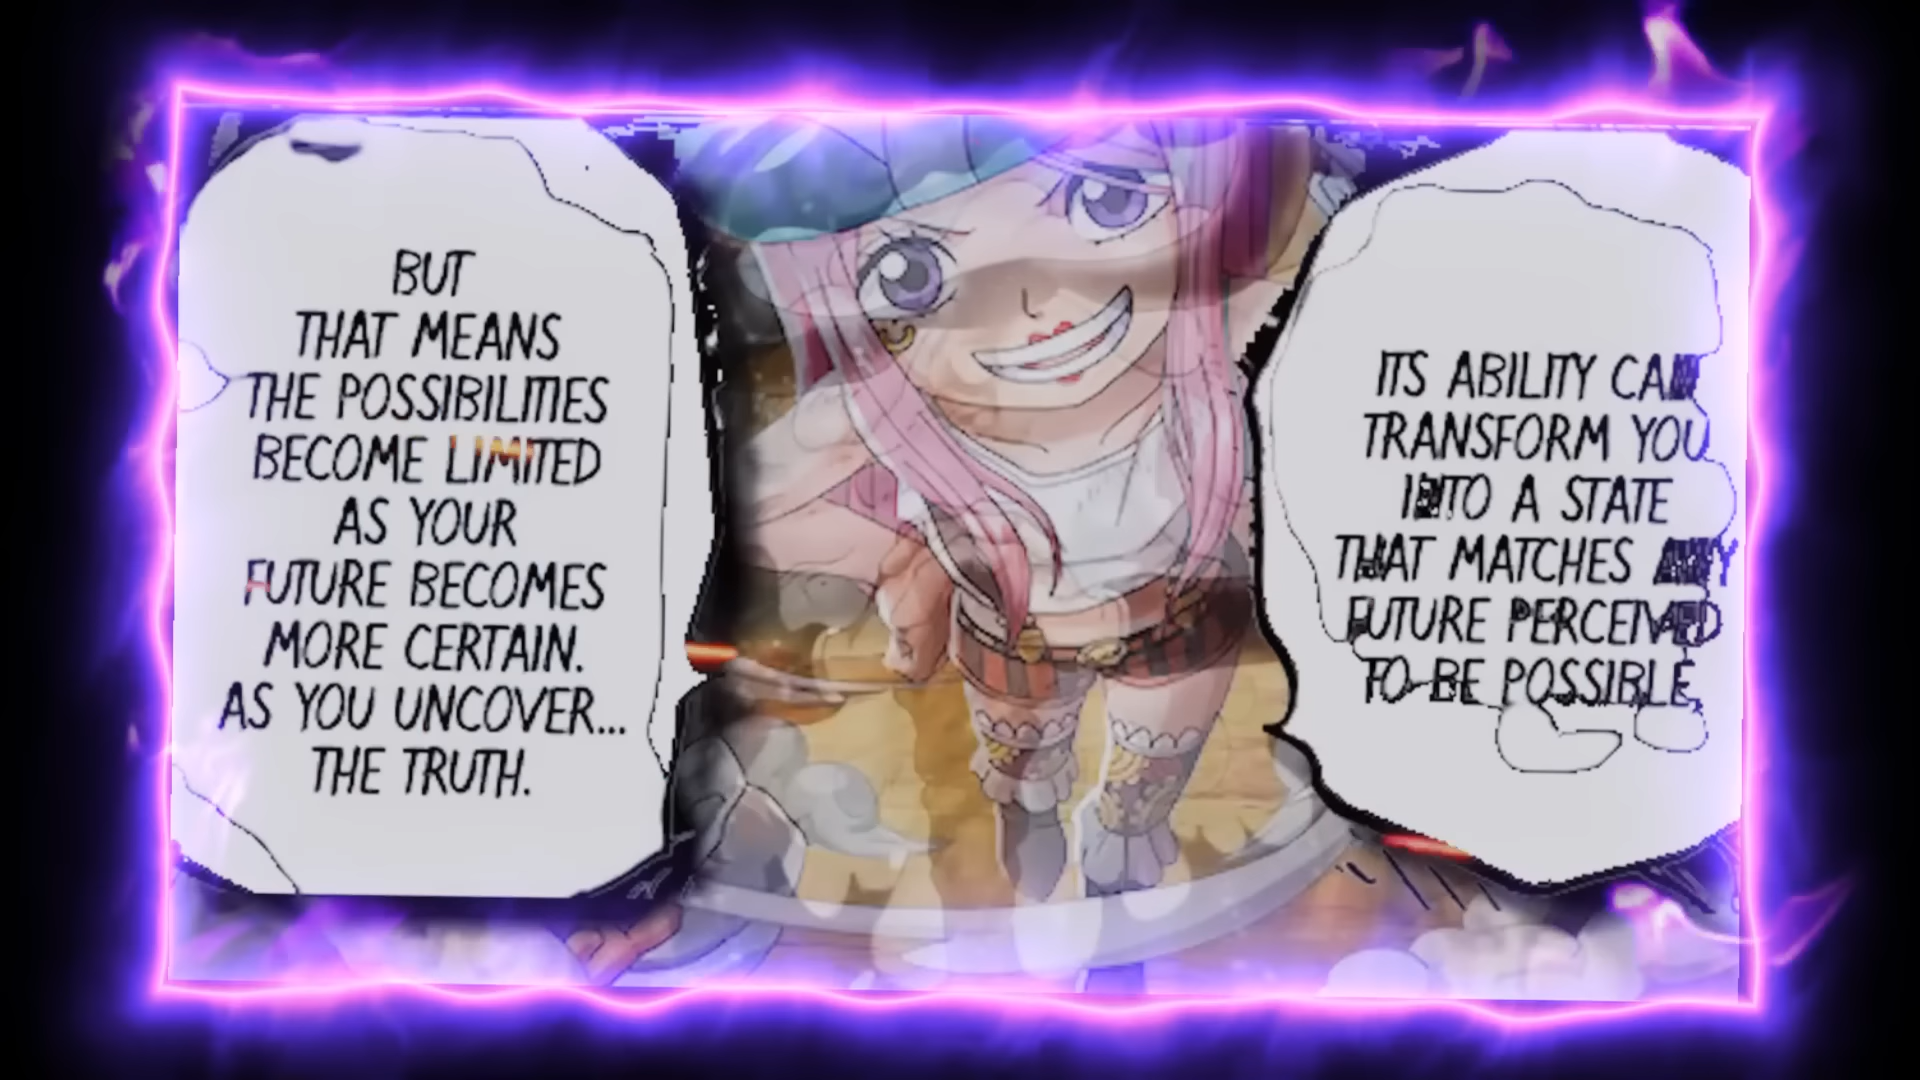 BUT
THAT MEANS
THE POSSIBILITIES
BECOME LIMITED
AS YOUR
FUTURE BECOMES
MORE CERTAIN.
AS YOU UNCOVER...
THE TRUTH.
ITS ABILITY CAN
TRANSFORM YOU
INTO A STATE
THAT MATCHES ANY
FUTURE PERCEIVED
TO BE POSSIBLE,